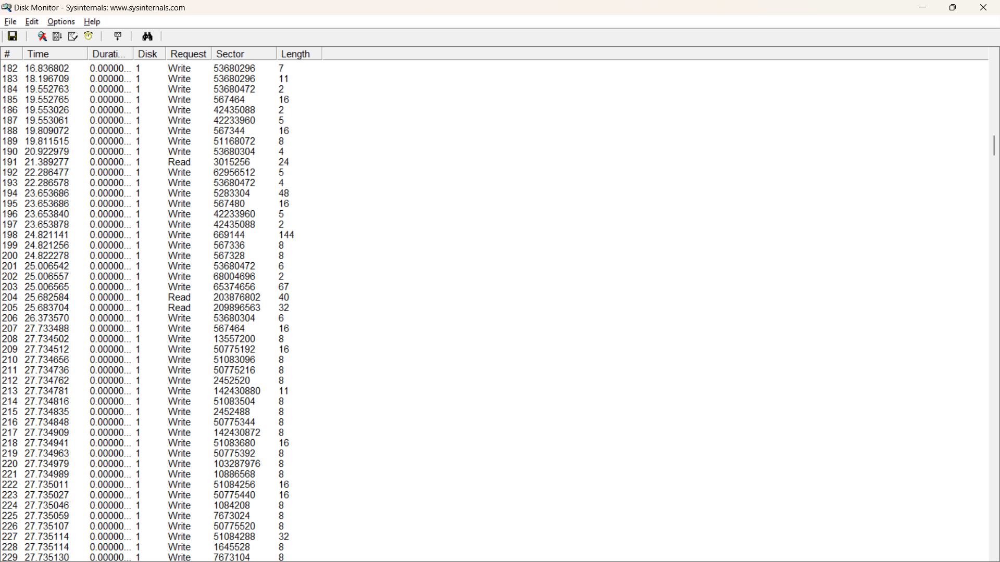 Disk Monitor - Sysinternals: www.sysinternals.com
File Edit Options Help
# Time Durati... Disk Request Sector Length
182 16.836802 0.00000... 1 Write 53680296 7
183 18.196709 0.00000... 1 Write 53680296 11
184 19.552763 0.00000... 1 Write 53680472 2
185 19.552765 0.00000... 1 Write 567464 16
186 19.553026 0.00000... 1 Write 42435088 2
187 19.553061 0.00000... 1 Write 42233960 5
188 19.809072 0.00000... 1 Write 567344 16
189 19.811515 0.00000... 1 Write 51168072 8
190 20.922979 0.00000... 1 Write 53680304 4
191 21.389277 0.00000... 1 Read 3015256 24
192 22.286477 0.00000... 1 Write 62956512 5
193 22.286578 0.00000... 1 Write 53680472 4
194 23.653686 0.00000... 1 Write 5283304 48
195 23.653686 0.00000... 1 Write 567480 16
196 23.653840 0.00000... 1 Write 42233960 5
197 23.653878 0.00000... 1 Write 42435088 2
198 24.821141 0.00000... 1 Write 669144 144
199 24.821256 0.00000... 1 Write 567336 8
200 24.822278 0.00000... 1 Write 567328 8
201 25.006542 0.00000... 1 Write 53680472 6
202 25.006557 0.00000... 1 Write 68004696 2
203 25.006565 0.00000... 1 Write 65374656 67
204 25.682584 0.00000... 1 Read 203876802 40
205 25.683704 0.00000... 1 Read 209896563 32
206 26.373570 0.00000... 1 Write 53680304 6
207 27.733488 0.00000... 1 Write 567464 16
208 27.734502 0.00000... 1 Write 13557200 8
209 27.734512 0.00000... 1 Write 50775192 16
210 27.734656 0.00000... 1 Write 51083096 8
211 27.734736 0.00000... 1 Write 50775216 8
212 27.734762 0.00000... 1 Write 2452520 8
213 27.734781 0.00000... 1 Write 142430880 11
214 27.734816 0.00000... 1 Write 51083504 8
215 27.734835 0.00000... 1 Write 2452488 8
216 27.734848 0.00000... 1 Write 50775344 8
217 27.734909 0.00000... 1 Write 142430872 8
218 27.734941 0.00000... 1 Write 51083680 16
219 27.734963 0.00000... 1 Write 50775392 8
220 27.734979 0.00000... 1 Write 103287976 8
221 27.734989 0.00000... 1 Write 10886568 8
222 27.735011 0.00000... 1 Write 51084256 16
223 27.735027 0.00000... 1 Write 50775440 16
224 27.735046 0.00000... 1 Write 1084208 8
225 27.735059 0.00000... 1 Write 7673024 8
226 27.735107 0.00000... 1 Write 50775520 8
227 27.735114 0.00000... 1 Write 51084288 32
228 27.735114 0.00000... 1 Write 1645528 8
229 27.735130 0.00000... 1 Write 7673104 8